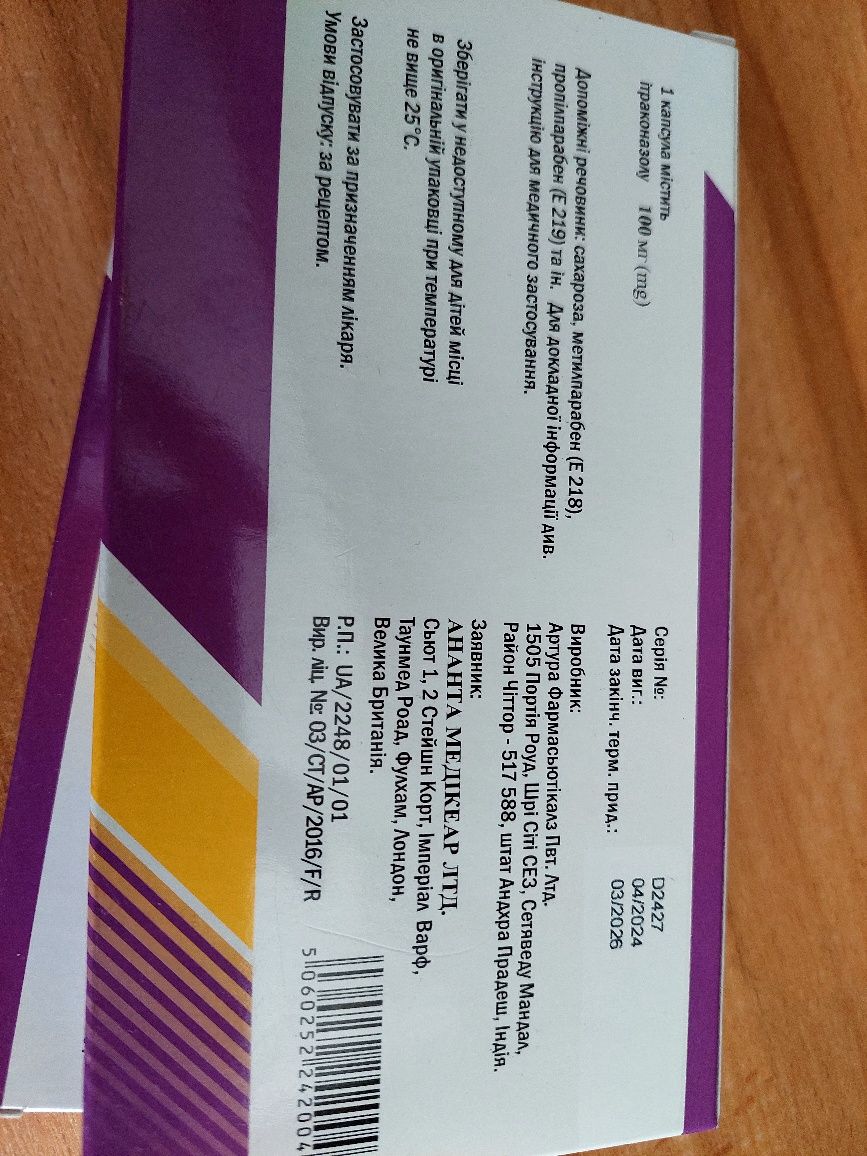 1 капсула містить
ітраконазолу 100 мг (mg)
Допоміжні речовини: сахароза, метилпарабен (Е 218),
пропілпарабен (Е 219) та ін. Для докладної інформації див.
інструкцію для медичного застосування.
Зберігати у недоступному для дітей місці
в оригінальній упаковці при температурі
не вище 25°С.
Застосовувати за призначенням лікаря.
Умови відпуску: за рецептом.
Серія №: D2427
Дата виг.: 04/2024
Дата закінч. терм. прид.: 03/2026
Виробник:
Артура Фармасьютікалз Пвт. Лтд.
1505 Портія Роуд, Шрі Сіті СЕЗ, Сетяведу Мандал,
Район Чіттор - 517 588, штат Андхра Прадеш, Індія.
Заявник:
АНАНТА МЕДІКЕАР ЛТД.
Сьют 1, 2 Стейшн Корт, Імперіал Варф,
Таунмед Роад, Фулхам, Лондон,
Велика Британія.
Р.П.: UA/2248/01/01
Вир. ліц. №: 03/CT/AP/2016/F/R
5 060252 242004